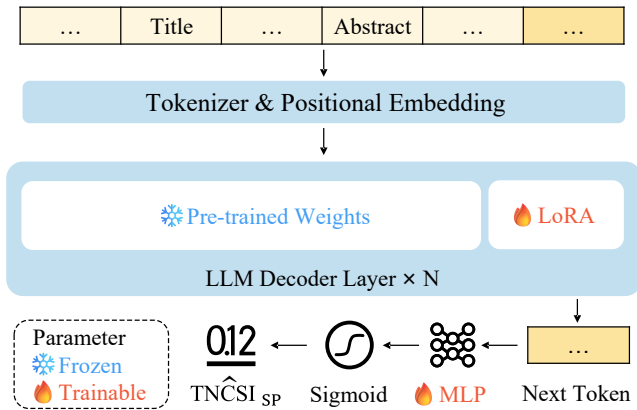 … Title … Abstract … …
Tokenizer & Positional Embedding
Pre-trained Weights LoRA
LLM Decoder Layer × N
Parameter
Frozen
Trainable
0.12
TNĈSI SP
Sigmoid
MLP
…
Next Token